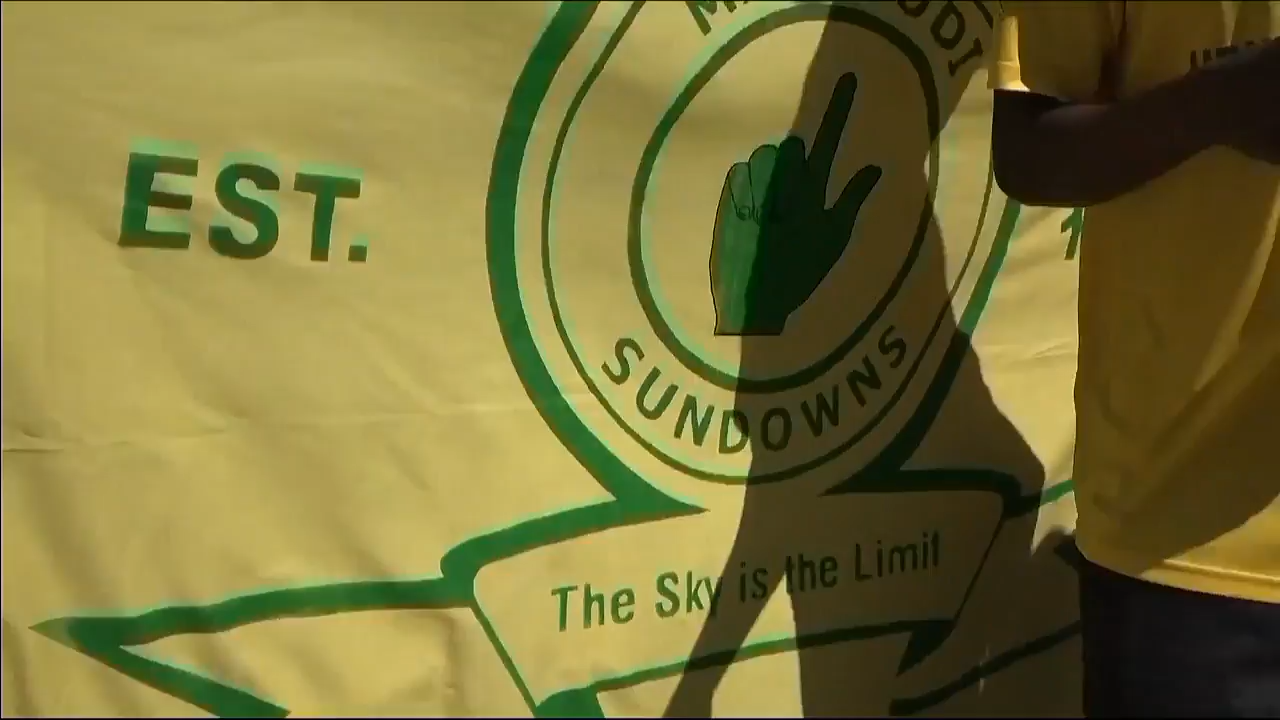 EST.
SUNDOWNS
The Sky is the Limit